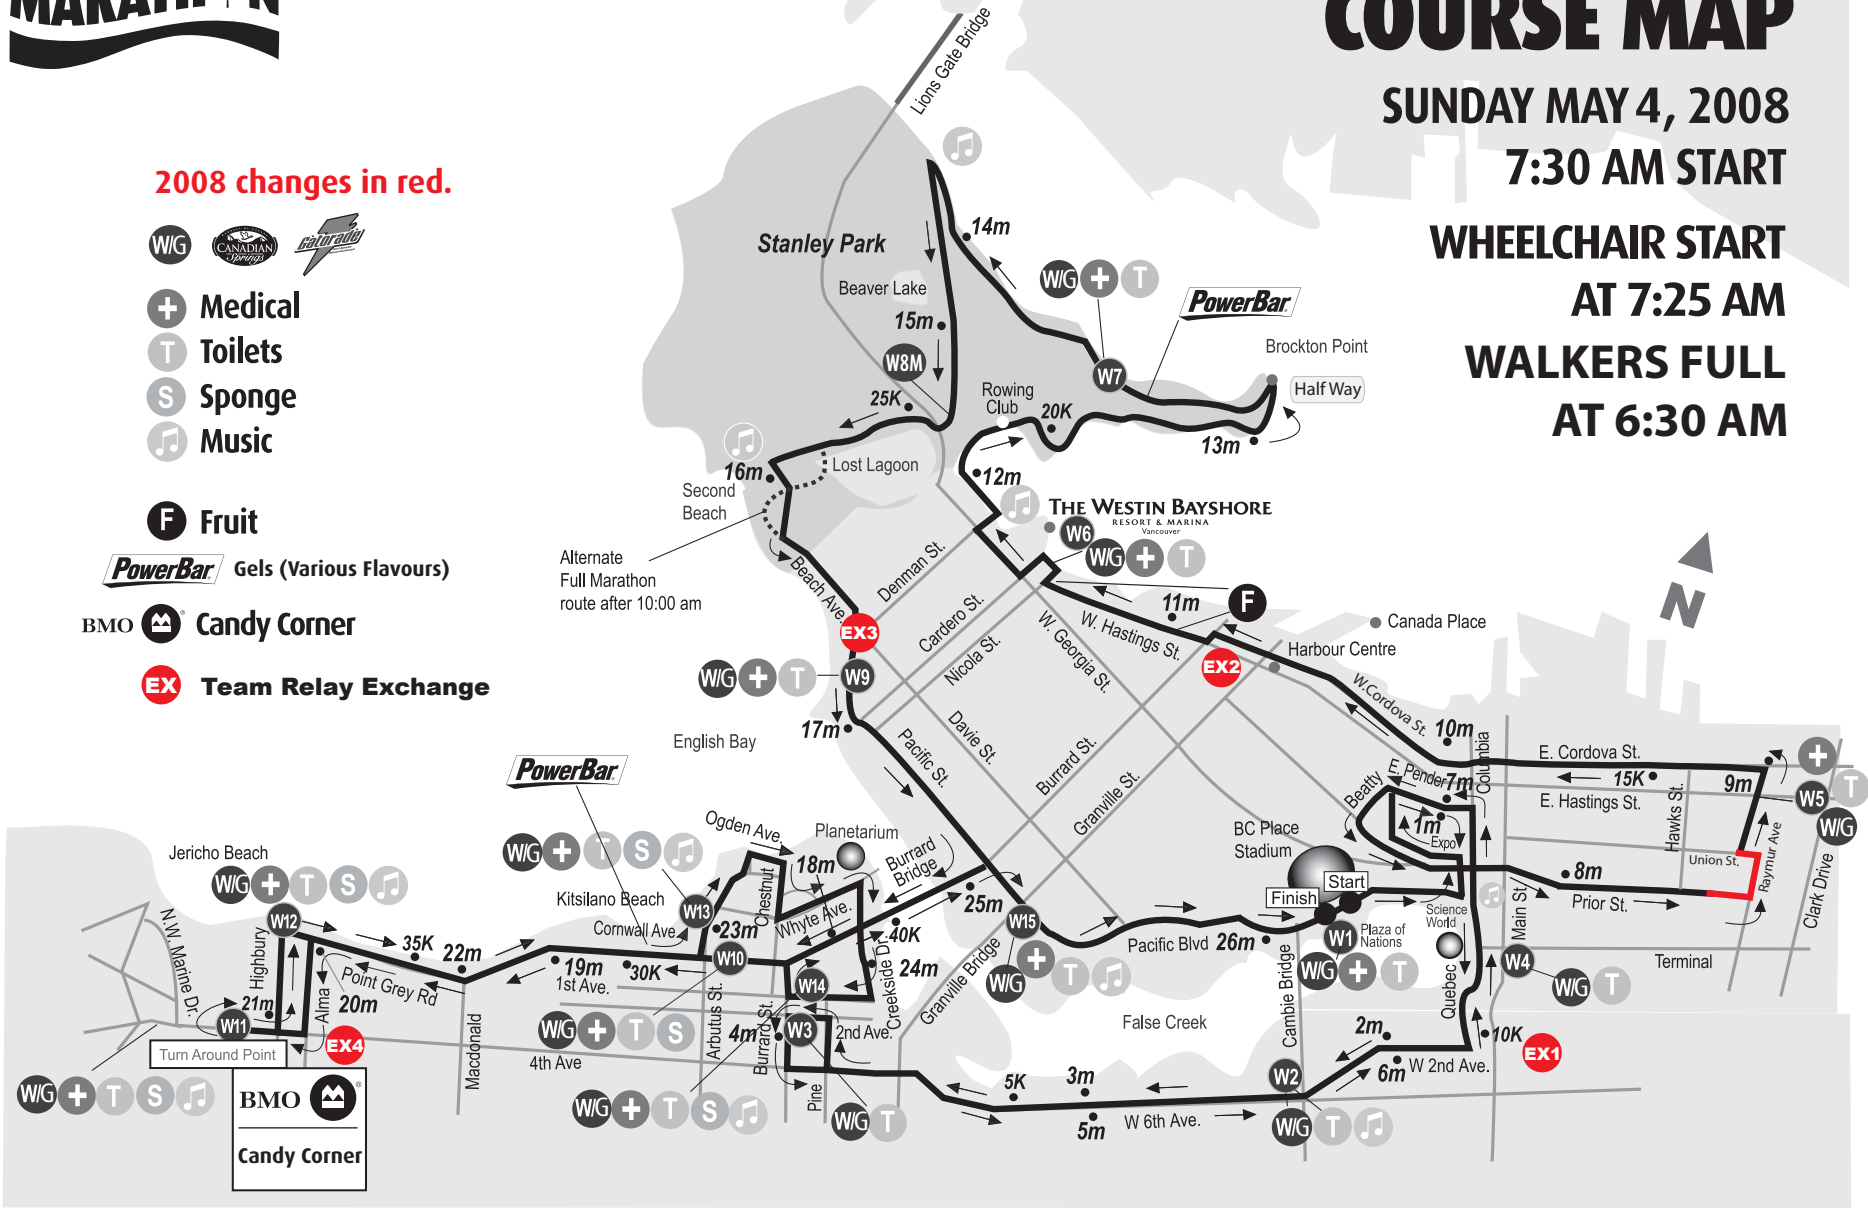 MARATHON
COURSE MAP
SUNDAY MAY 4, 2008
7:30 AM START
WHEELCHAIR START
AT 7:25 AM
WALKERS FULL
AT 6:30 AM
2008 changes in red.
W/G CANADIAN Springs Gatorade
+ Medical
T Toilets
S Sponge
Music
F Fruit
PowerBar Gels (Various Flavours)
BMO Candy Corner
EX Team Relay Exchange
Lions Gate Bridge
Stanley Park
14m
Beaver Lake
15m
W8M
25K
W/G + T
PowerBar
Brockton Point
W7
Half Way
Rowing
Club
20K
13m
16m
Lost Lagoon
12m
Second
Beach
THE WESTIN BAYSHORE
RESORT & MARINA
Vancouver
W6
W/G + T
Alternate
Full Marathon
route after 10:00 am
Beach Ave.
Denman St.
Cardero St.
Nicola St.
W. Georgia St.
W. Hastings St.
11m
F
N
Canada Place
Harbour Centre
EX3
EX2
W/G + T
W9
17m
English Bay
Pacific St.
Davie St.
Burrard St.
Granville St.
W.Cordova St.
10m
Columbia
E. Cordova St.
15K
E. Hastings St.
Hawks St.
9m
+
W5
T
W/G
Beatty
E. Pender
7m
1m
Expo
BC Place
Stadium
Start
Finish
Union St.
Raymur Ave
Clark Drive
8m
Prior St.
Main St.
Science
World
Plaza of
Nations
W1
W/G + T
W4
W/G T
Terminal
Quebec
PowerBar
Ogden Ave.
Planetarium
18m
Burrard
Bridge
W/G + T S
Kitsilano Beach
Cornwall Ave.
W13
Chestnut
23m
Whyte Ave.
25m
40K
24m
Creekside Dr.
W15
Granville Bridge
W/G + T
Pacific Blvd
26m
Cambie Bridge
False Creek
Jericho Beach
W/G + T S
W12
N.W. Marine Dr.
Highbury
35K
22m
Point Grey Rd
20m
21m
Alma
W11
Turn Around Point
EX4
W/G + T S
BMO
Candy Corner
19m
30K
1st Ave.
W10
W14
W/G + T S
Arbutus St.
Burrard St.
4m
W3
2nd Ave.
4th Ave
Macdonald
Pine
W/G + T S
W/G T
5K
3m
5m
W 6th Ave.
W2
W/G T
2m
6m
W 2nd Ave.
10K
EX1